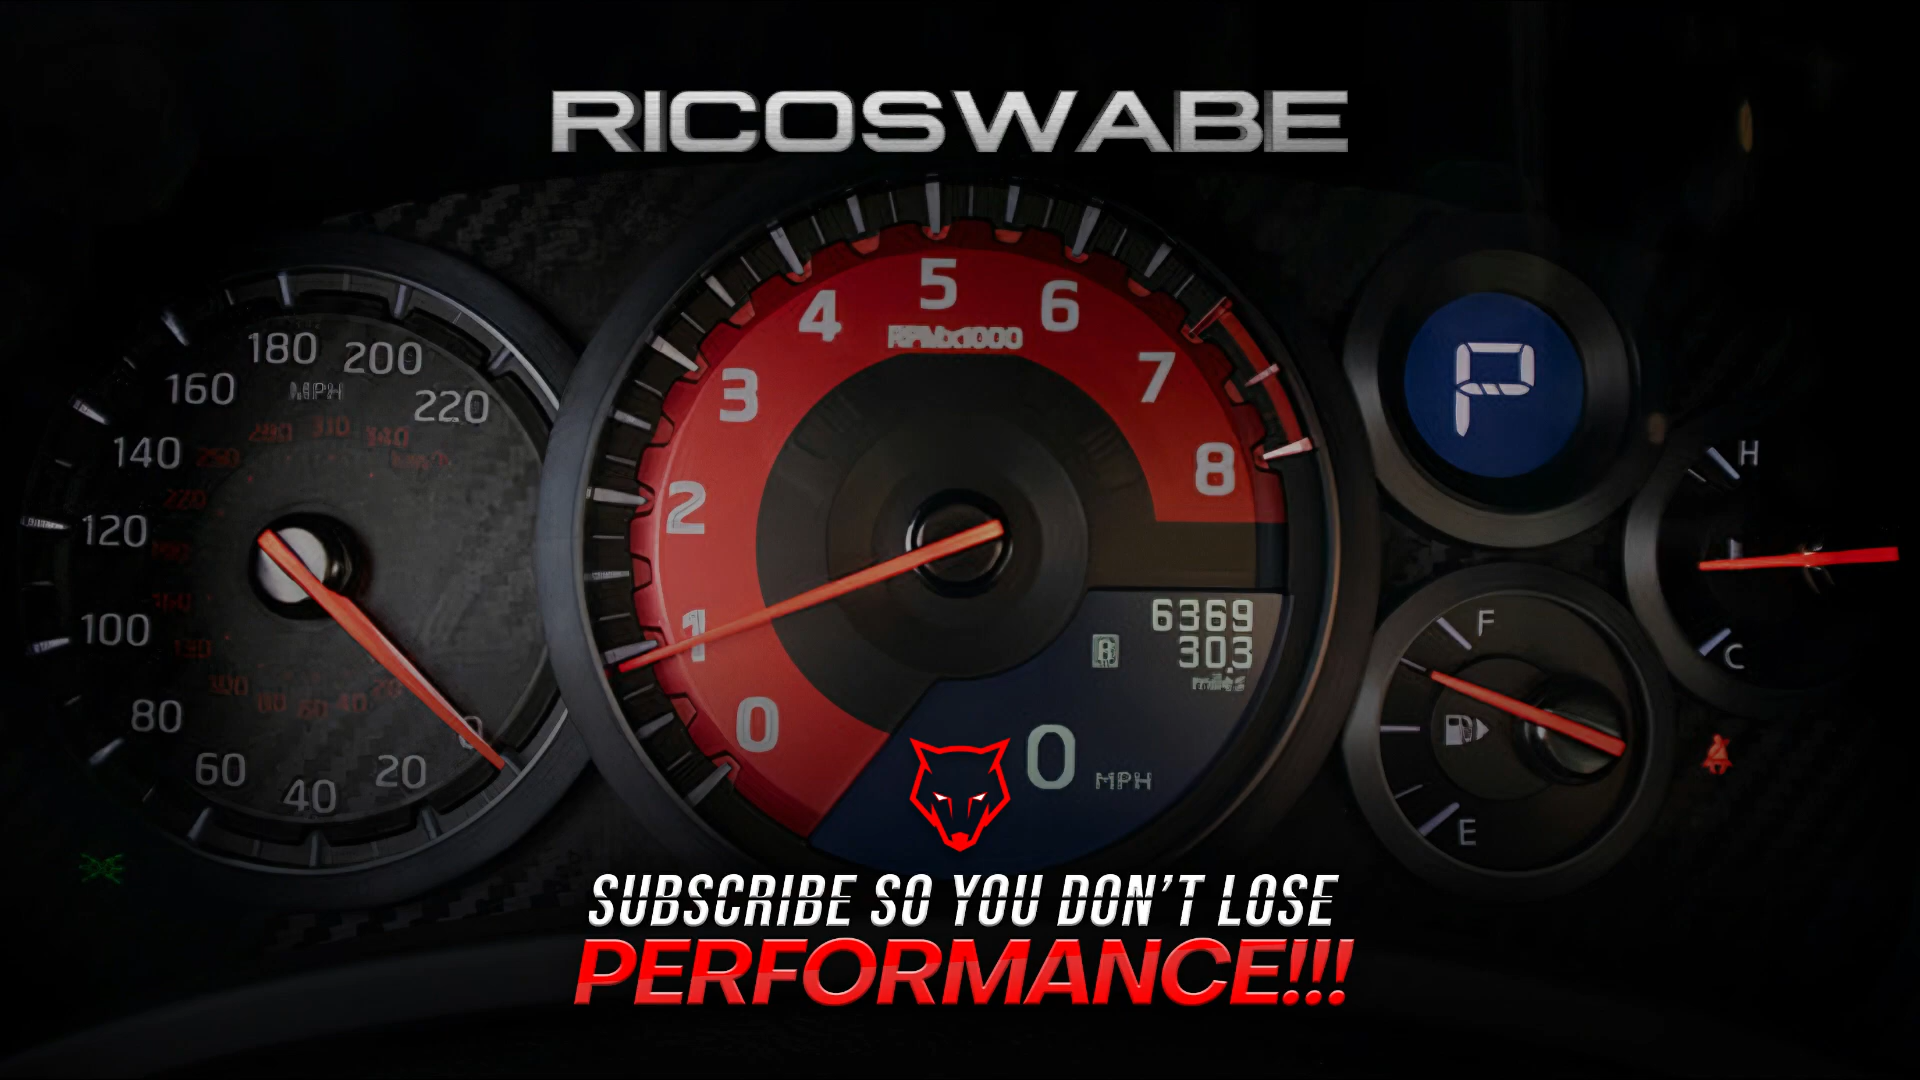 RICOSWABE
180 200
160 MPH 220
140
120
100
80
60
40
20
0
5
4 6
RPMx1000
3 7
2 8
1
0
6369
303
miles
0 MPH
P
H
C
F
E
SUBSCRIBE SO YOU DON'T LOSE
PERFORMANCE!!!